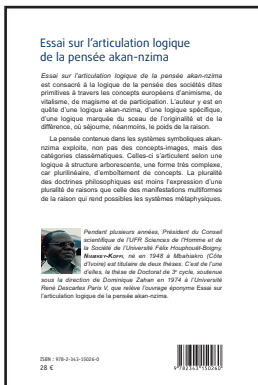 Essai sur l'articulation logique
de la pensée akan-nzima
Essai sur l'articulation logique de la pensée akan-nzima
est consacré à la logique de la pensée des sociétés dites
primitives à travers les concepts européens d'animisme, de
vitalisme, de magisme et de participation. L'auteur y est en
quête d'une logique akan-nzima, d'une logique spécifique,
d'une logique marquée du sceau de l'originalité et de la
différence, où séjourne, néanmoins, le poids de la raison.
La pensée contenue dans les systèmes symboliques akan-
nzima exploite, non pas des concepts-images, mais des
catégories classématiques. Celles-ci s'articulent selon une
logique à structure arborescente, une forme très complexe,
car plurilinéaire, d'emboîtement de concepts. La pluralité
des doctrines philosophiques est moins l'expression d'une
pluralité de raisons que celle des manifestations multiformes
de la raison qui rend possibles les systèmes métaphysiques.
Pendant plusieurs années, Président du Conseil
scientifique de l'UFR Sciences de l'Homme et de
la Société de l'Université Félix Houphouët-Boigny,
né en 1948 à Mbahiakro (Côte
d'Ivoire) est titulaire de deux thèses. C'est de l'une
d'elles, la thèse de Doctorat de 3e cycle, soutenue
sous la direction de Dominique Zahan en 1974 à l'Université
René Descartes Paris V, que relève l'ouvrage éponyme Essai sur
l'articulation logique de la pensée akan-nzima.
ISBN : 978-2-343-15026-0
28 €
9 782343 150260